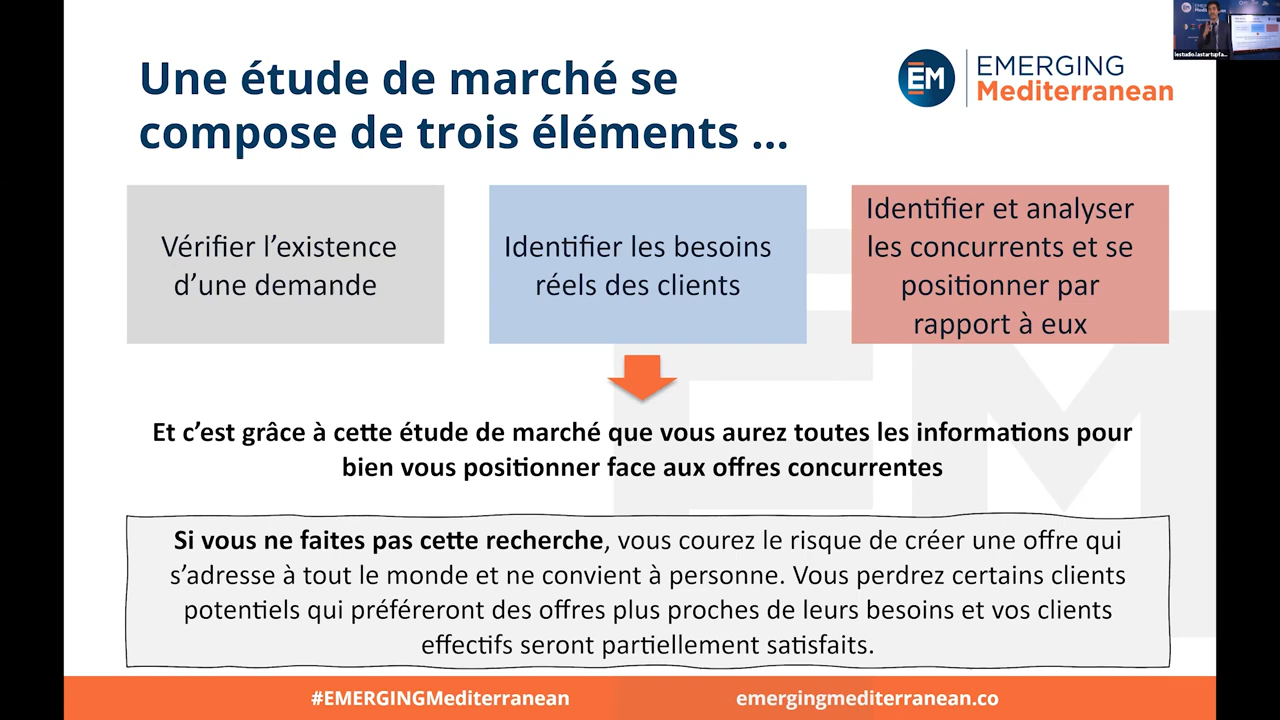 Une étude de marché se
compose de trois éléments ...
EM
EMERGING
Mediterranean
lestudio.lastartupfa...
Vérifier l’existence
d’une demande
Identifier les besoins
réels des clients
Identifier et analyser
les concurrents et se
positionner par
rapport à eux
Et c’est grâce à cette étude de marché que vous aurez toutes les informations pour
bien vous positionner face aux offres concurrentes
Si vous ne faites pas cette recherche, vous courez le risque de créer une offre qui
s’adresse à tout le monde et ne convient à personne. Vous perdrez certains clients
potentiels qui préféreront des offres plus proches de leurs besoins et vos clients
effectifs seront partiellement satisfaits.
#EMERGINGMediterranean
emergingmediterranean.co